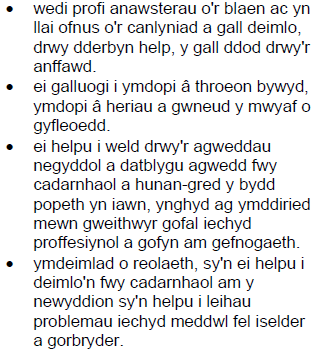 • wedi profi anawsterau o'r blaen ac yn
llai ofnus o'r canlyniad a gall deimlo,
drwy dderbyn help, y gall ddod drwy'r
anffawd.
• ei galluogi i ymdopi â throeon bywyd,
ymdopi â heriau a gwneud y mwyaf o
gyfleoedd.
• ei helpu i weld drwy'r agweddau
negyddol a datblygu agwedd fwy
cadarnhaol a hunan-gred y bydd
popeth yn iawn, ynghyd ag ymddiried
mewn gweithwyr gofal iechyd
proffesiynol a gofyn am gefnogaeth.
• ymdeimlad o reolaeth, sy'n ei helpu i
deimlo'n fwy cadarnhaol am y
newyddion sy'n helpu i leihau
problemau iechyd meddwl fel iselder
a gorbryder.